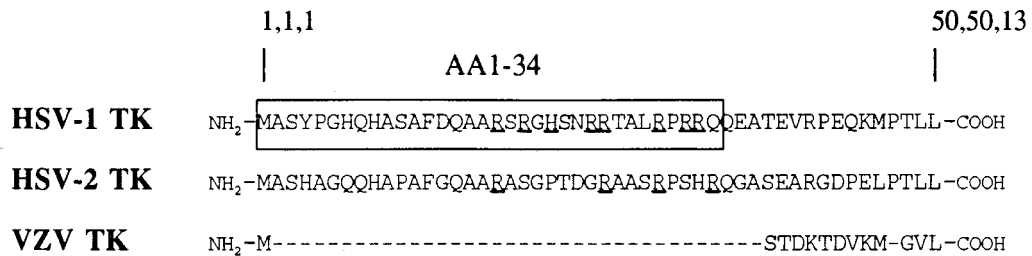 1,1,1 50,50,13
AA1-34
HSV-1 TK NH2-MASYPGHQHASAFDQAARSRGHSNRRTALRPRRQQEATEVRPEQKMPTLL-COOH
HSV-2 TK NH2-MASHAGQQHAPAFGQAARASGPTDGRAASRPSHRQGASEARGDPELPTLL-COOH
VZV TK NH2-M-------------------------------------STDKTDVKM-GVL-COOH